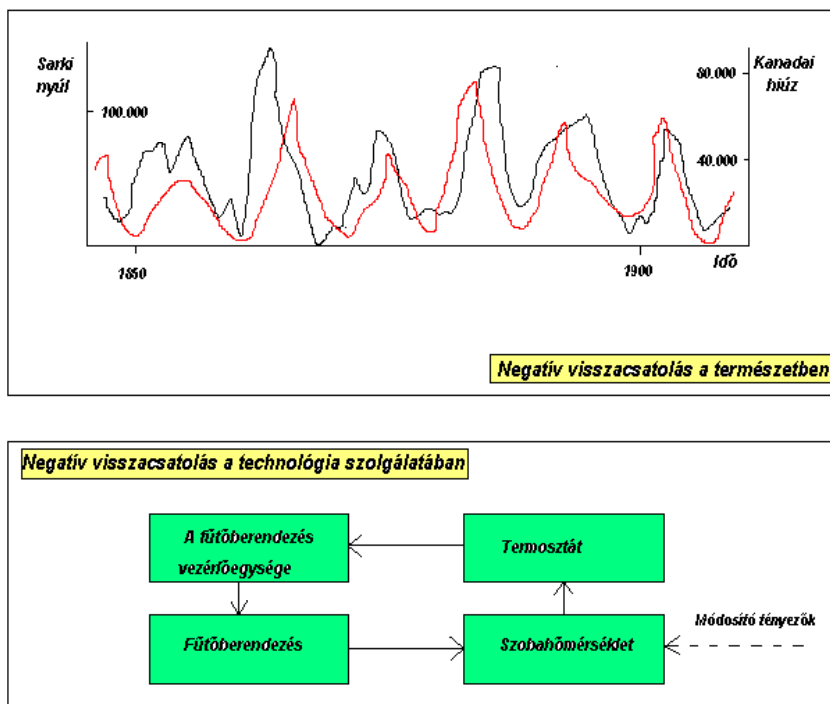 Sarki
nyúl
100.000
Kanadai
hiúz
80.000
40.000
1850
1900
Idő
Negatív visszacsatolás a természetben
Negatív visszacsatolás a technológia szolgálatában
A fűtőberendezés
vezérlőegysége
Termosztát
Fűtőberendezés
Szobahőmérséklet
Módosító tényezők